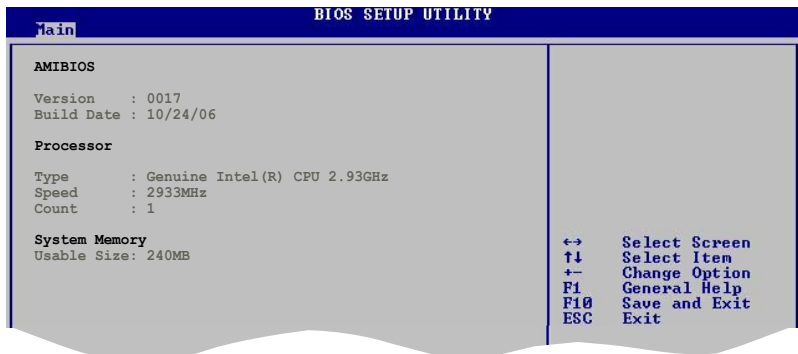 BIOS SETUP UTILITY
Main
AMIBIOS
Version : 0017
Build Date : 10/24/06
Processor
Type : Genuine Intel(R) CPU 2.93GHz
Speed : 2933MHz
Count : 1
System Memory
Usable Size: 240MB
←→ Select Screen
↑↓ Select Item
+- Change Option
F1 General Help
F10 Save and Exit
ESC Exit